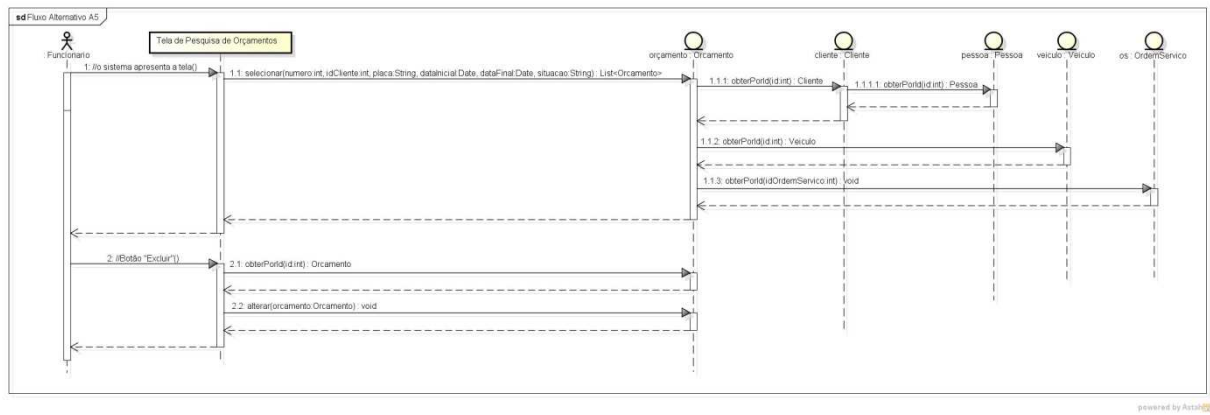 sd Fluxo Alternativo A5
: Funcionario
Tela de Pesquisa de Orçamentos
orçamento : Orcamento
cliente : Cliente
pessoa : Pessoa
veiculo : Veiculo
os : OrdemServico
1: //o sistema apresenta a tela()
1.1: selecionar(numero:int, idCliente:int, placa:String, dataInicial:Date, dataFinal:Date, situacao:String) : List<Orcamento>
1.1.1: obterPorId(id:int) : Cliente
1.1.1.1: obterPorId(id:int) : Pessoa
1.1.2: obterPorId(id:int) : Veiculo
1.1.3: obterPorId(idOrdemServico:int) : void
2: //Botão "Excluir"()
2.1: obterPorId(id:int) : Orcamento
2.2: alterar(orcamento:Orcamento) : void
powered by Astah